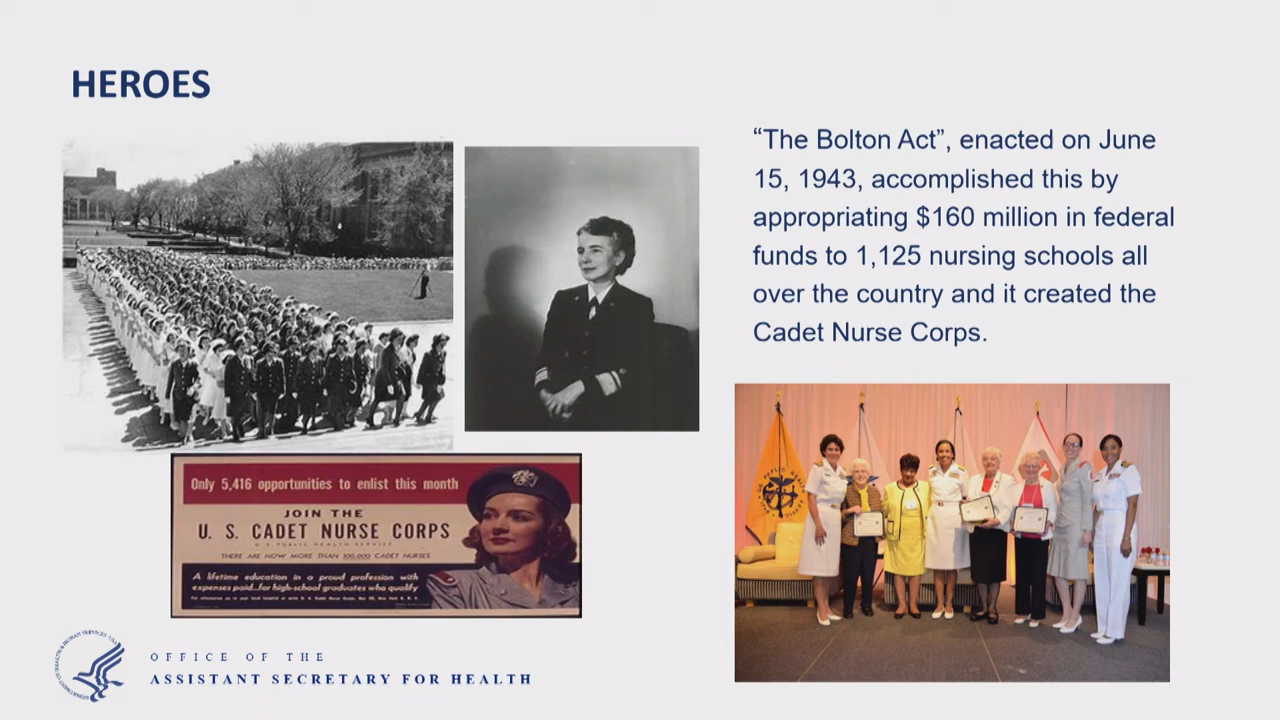 HEROES
“The Bolton Act”, enacted on June
15, 1943, accomplished this by
appropriating $160 million in federal
funds to 1,125 nursing schools all
over the country and it created the
Cadet Nurse Corps.
Only 5,416 opportunities to enlist this month
JOIN THE
U. S. CADET NURSE CORPS
U. S. PUBLIC HEALTH SERVICE
THERE ARE NOW MORE THAN 100,000 CADET NURSES
A lifetime education in a proud profession with
expenses paid...for high-school graduates who qualify
OFFICE OF THE
ASSISTANT SECRETARY FOR HEALTH